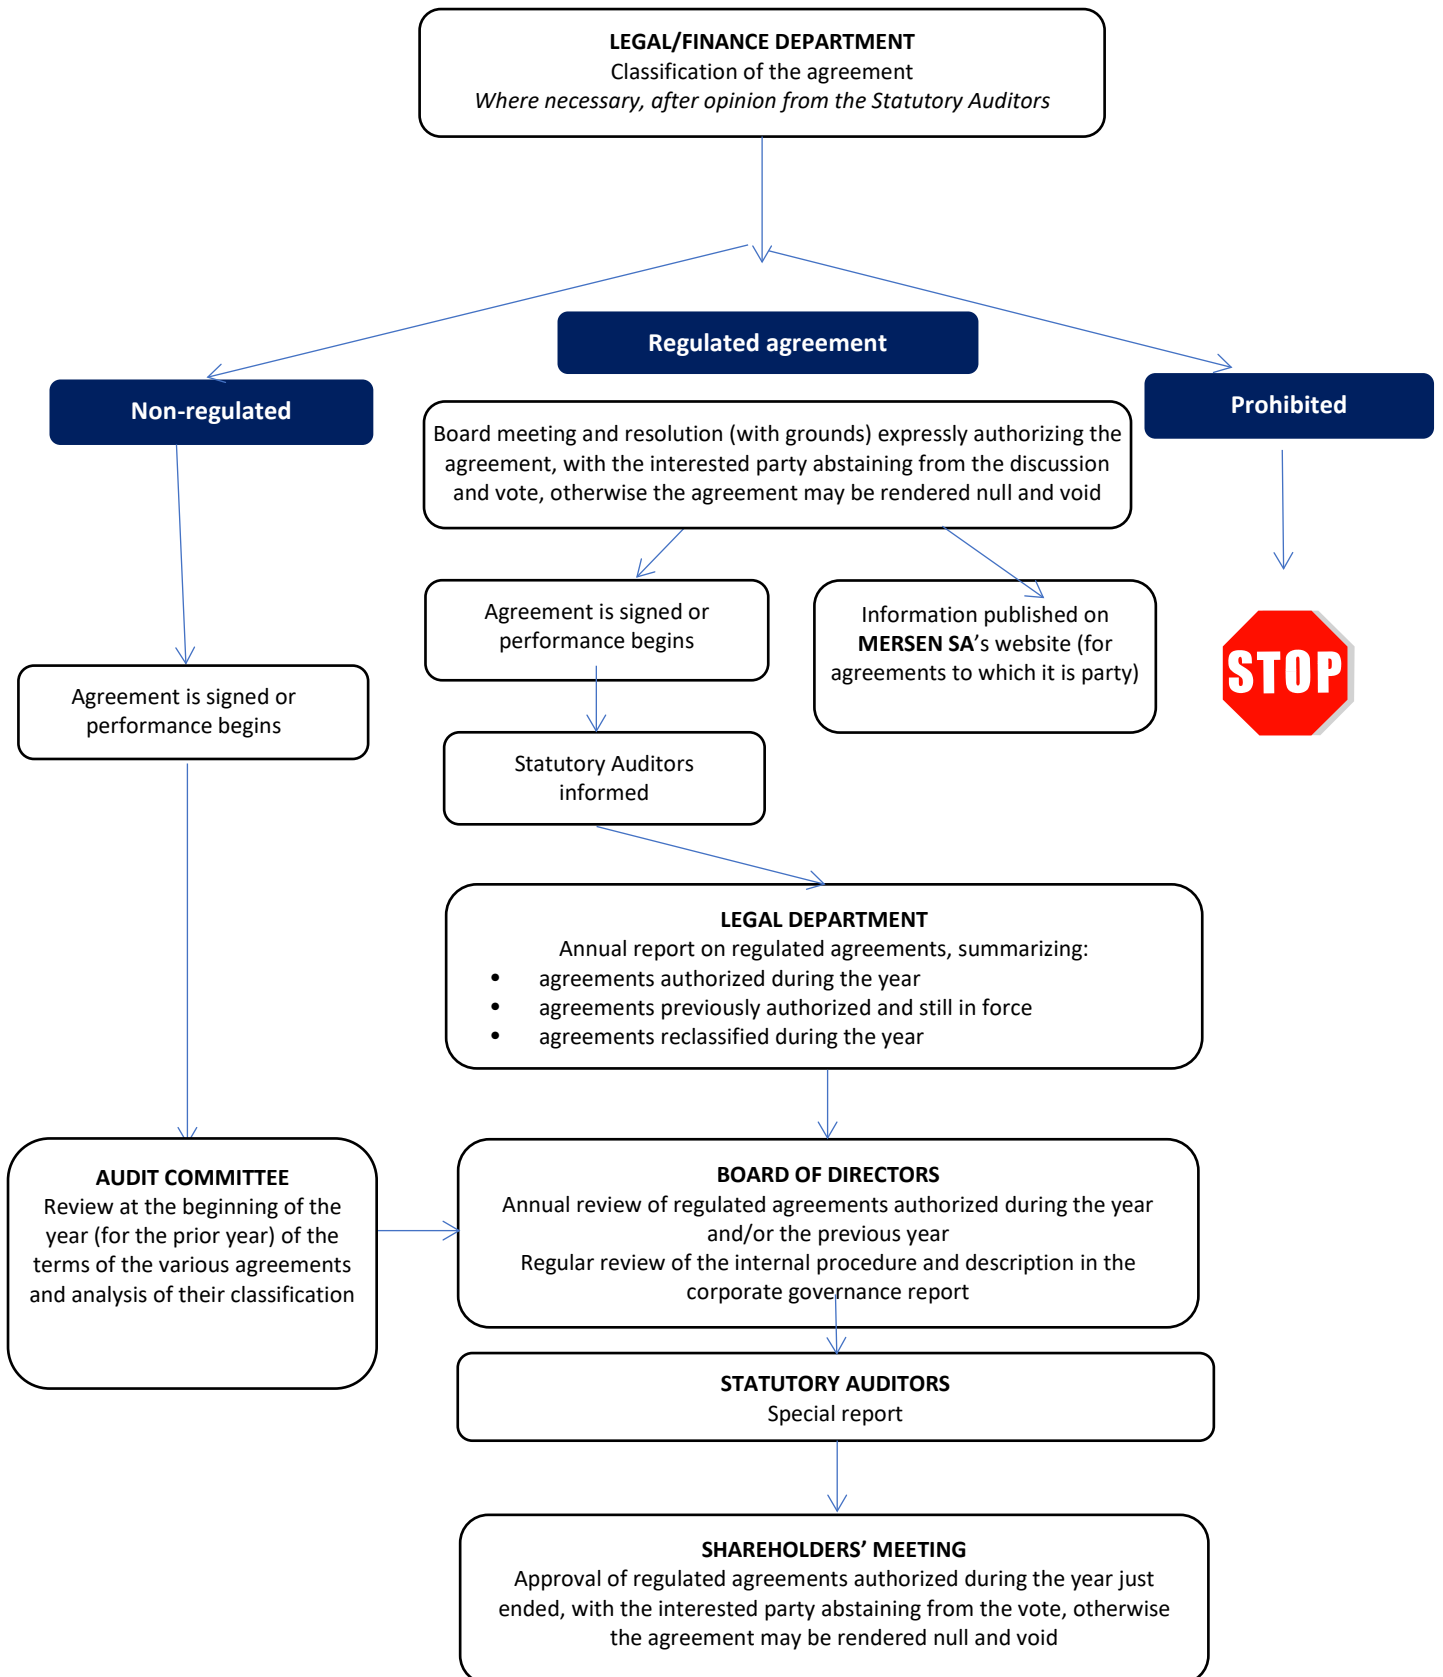 LEGAL/FINANCE DEPARTMENT
Classification of the agreement
Where necessary, after opinion from the Statutory Auditors
Regulated agreement
Non-regulated
Prohibited
Board meeting and resolution (with grounds) expressly authorizing the
agreement, with the interested party abstaining from the discussion
and vote, otherwise the agreement may be rendered null and void
Agreement is signed or
performance begins
Information published on
MERSEN SA's website (for
agreements to which it is party)
STOP
Agreement is signed or
performance begins
Statutory Auditors
informed
LEGAL DEPARTMENT
Annual report on regulated agreements, summarizing:
• agreements authorized during the year
• agreements previously authorized and still in force
• agreements reclassified during the year
AUDIT COMMITTEE
Review at the beginning of the
year (for the prior year) of the
terms of the various agreements
and analysis of their classification
BOARD OF DIRECTORS
Annual review of regulated agreements authorized during the year
and/or the previous year
Regular review of the internal procedure and description in the
corporate governance report
STATUTORY AUDITORS
Special report
SHAREHOLDERS' MEETING
Approval of regulated agreements authorized during the year just
ended, with the interested party abstaining from the vote, otherwise
the agreement may be rendered null and void